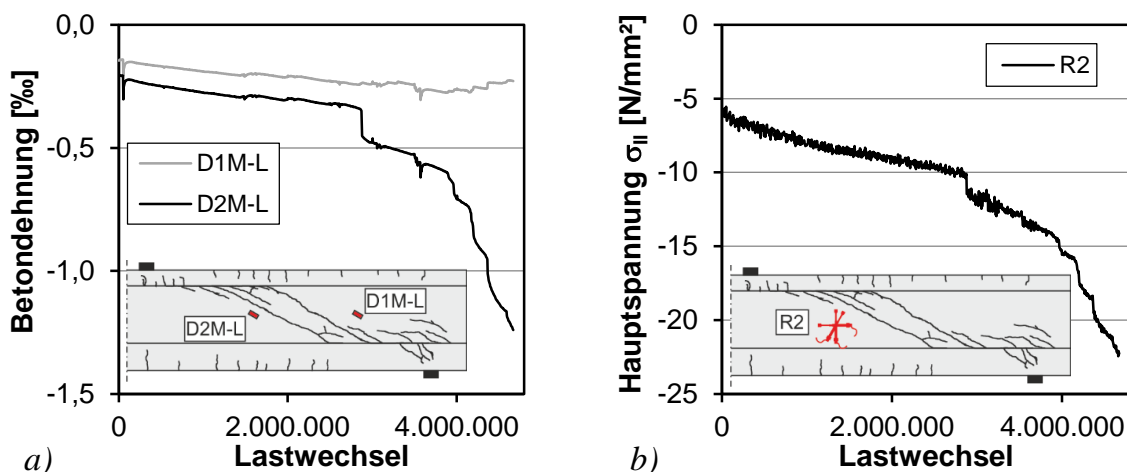 0,0
-0,5
-1,0
-1,5
Betondehnung [‰]
D1M-L
D2M-L
D1M-L
D2M-L
0
2.000.000
4.000.000
Lastwechsel
a)
0
-5
-10
-15
-20
-25
Hauptspannung σII [N/mm²]
R2
R2
0
2.000.000
4.000.000
Lastwechsel
b)